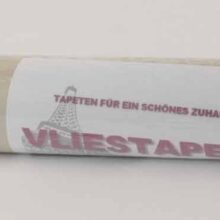 TAPETEN FÜR EIN SCHÖNES ZUHA
VLIESTAPE